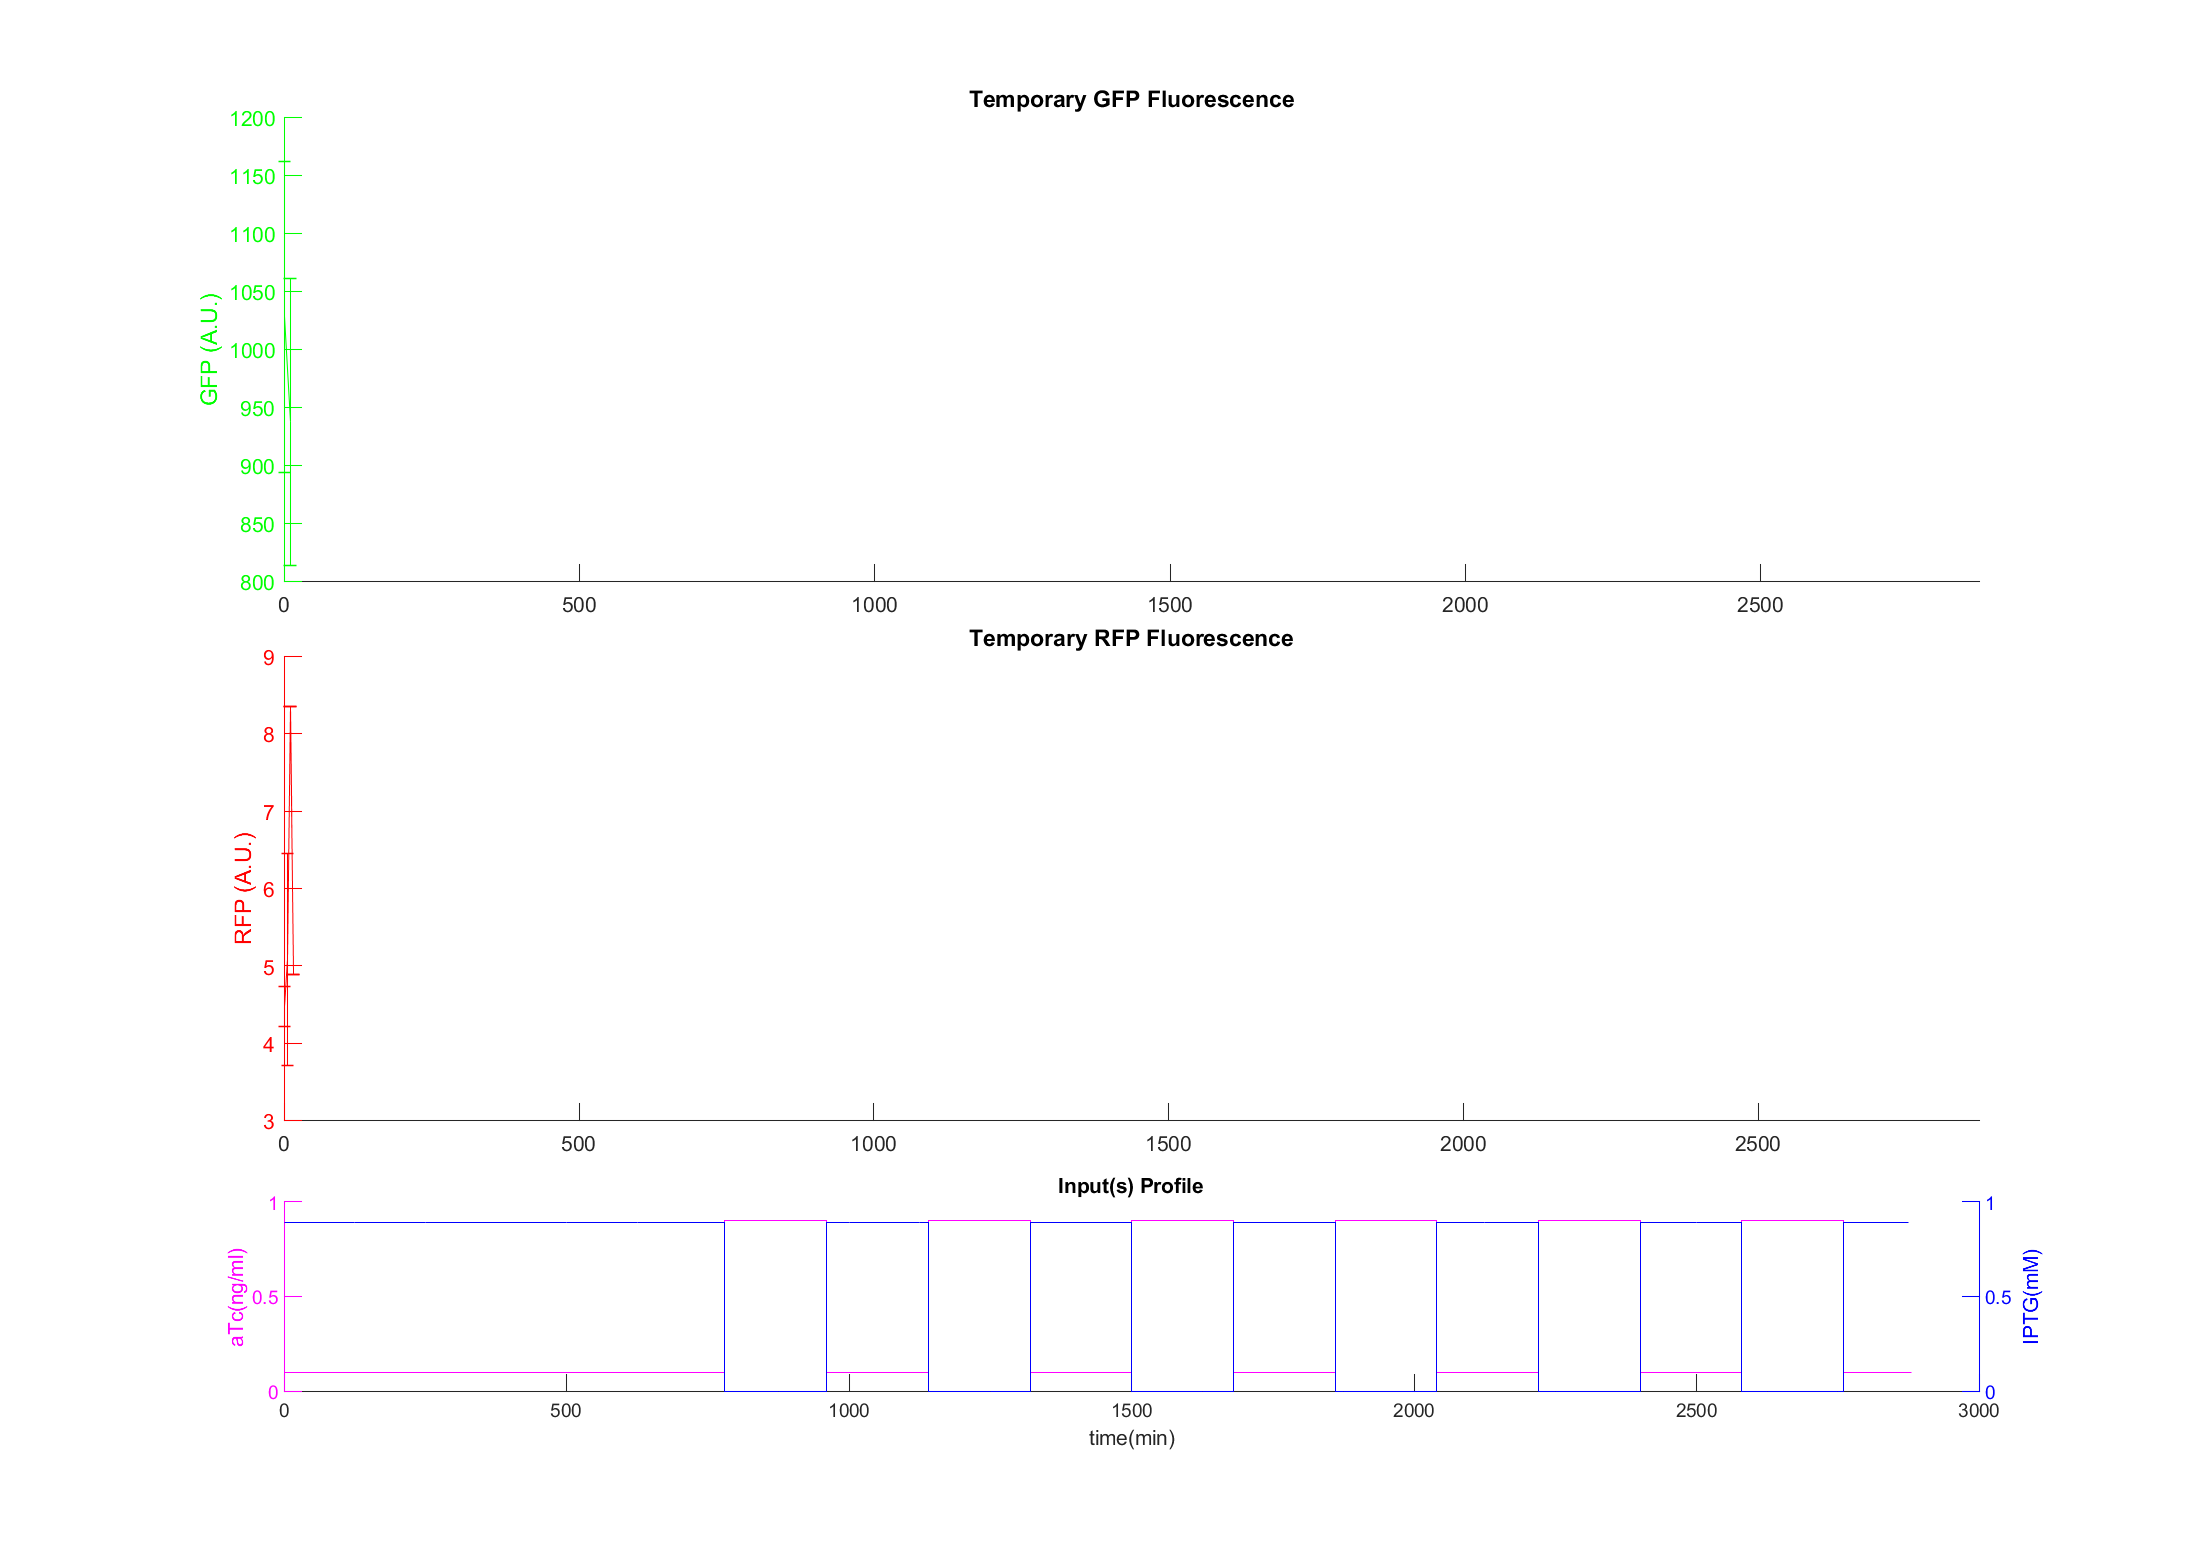 Temporary GFP Fluorescence
1200
1150
1100
1050
1000
950
900
850
800
GFP (A.U.)
0 500 1000 1500 2000 2500
Temporary RFP Fluorescence
9
8
7
6
5
4
3
RFP (A.U.)
0 500 1000 1500 2000 2500
Input(s) Profile
1
0.5
0
aTc(ng/ml)
1
0.5
0
IPTG(mM)
0 500 1000 1500 2000 2500 3000
time(min)